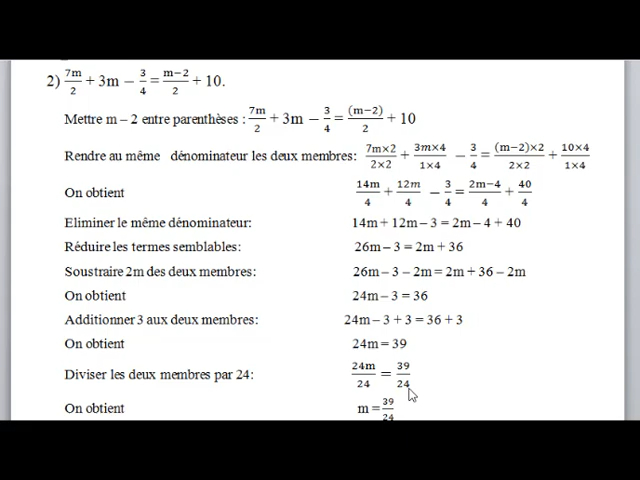 2) 7m/2 + 3m − 3/4 = m−2/2 + 10.
Mettre m – 2 entre parenthèses : 7m/2 + 3m − 3/4 = (m−2)/2 + 10
Rendre au même dénominateur les deux membres: 7m×2/2×2 + 3m×4/1×4 − 3/4 = (m−2)×2/2×2 + 10×4/1×4
On obtient 14m/4 + 12m/4 − 3/4 = 2m−4/4 + 40/4
Eliminer le même dénominateur: 14m + 12m – 3 = 2m – 4 + 40
Réduire les termes semblables: 26m – 3 = 2m + 36
Soustraire 2m des deux membres: 26m – 3 – 2m = 2m + 36 – 2m
On obtient 24m – 3 = 36
Additionner 3 aux deux membres: 24m – 3 + 3 = 36 + 3
On obtient 24m = 39
Diviser les deux membres par 24: 24m/24 = 39/24
On obtient m = 39/24